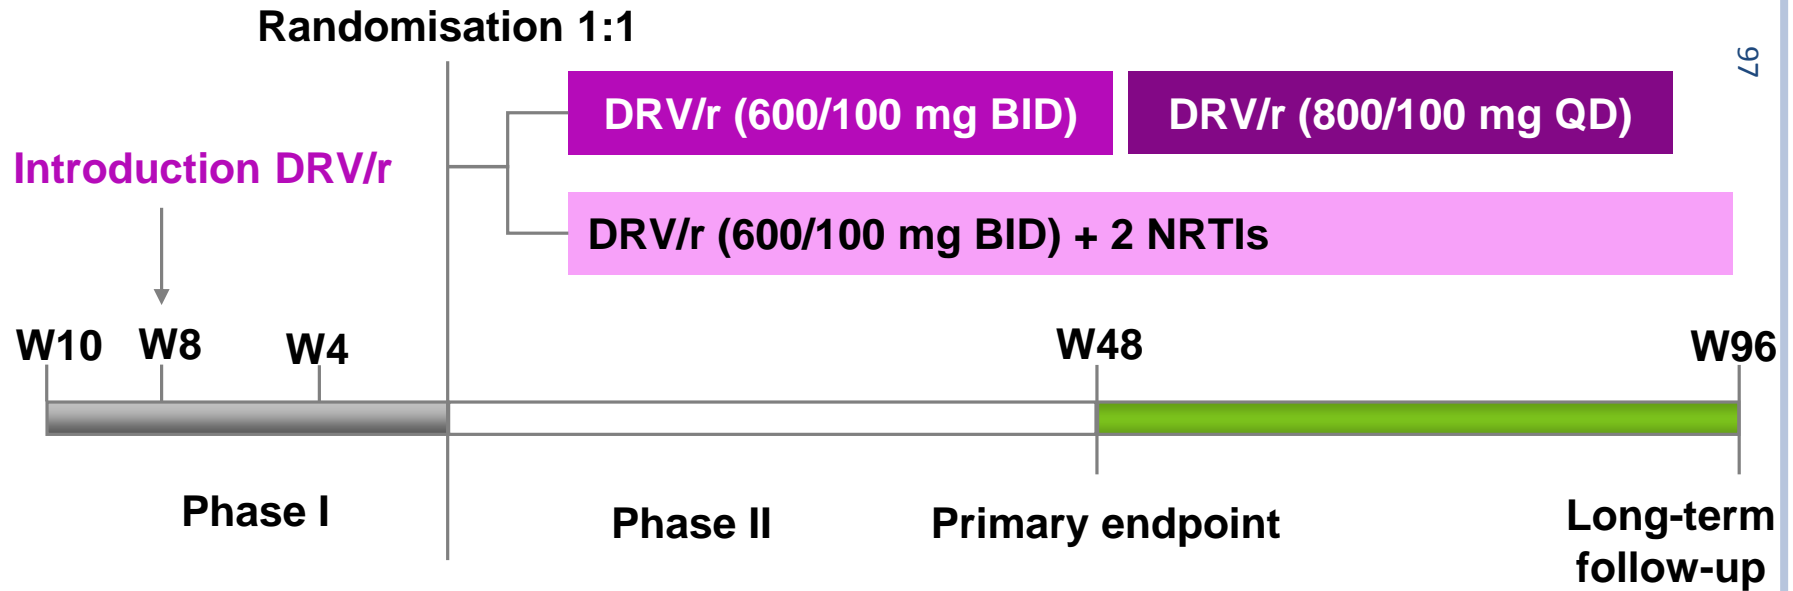 Randomisation 1:1
97
DRV/r (600/100 mg BID)
DRV/r (800/100 mg QD)
Introduction DRV/r
DRV/r (600/100 mg BID) + 2 NRTIs
W10
W8
W4
W48
W96
Phase I
Phase II
Primary endpoint
Long-term
follow-up